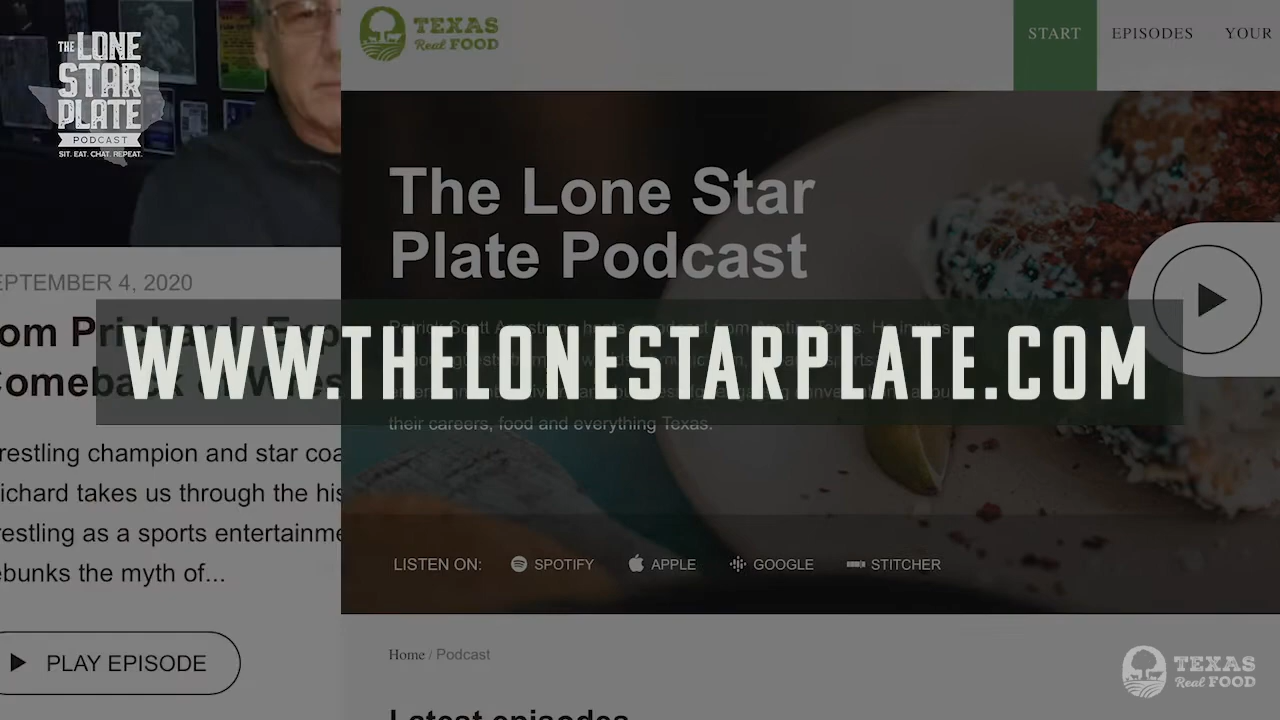 THE LONE
STAR
PLATE
PODCAST
SIT. EAT. CHAT. REPEAT.
TEXAS
Real FOOD
START
EPISODES
YOUR
The Lone Star
Plate Podcast
WWW.THELONESTARPLATE.COM
their careers, food and everything Texas.
LISTEN ON:
SPOTIFY
APPLE
GOOGLE
STITCHER
Home / Podcast
Latest episodes
EPTEMBER 4, 2020
om
Comeback
restling champion and star coa
ichard takes us through the his
restling as a sports entertainme
ebunks the myth of...
PLAY EPISODE
TEXAS
Real FOOD